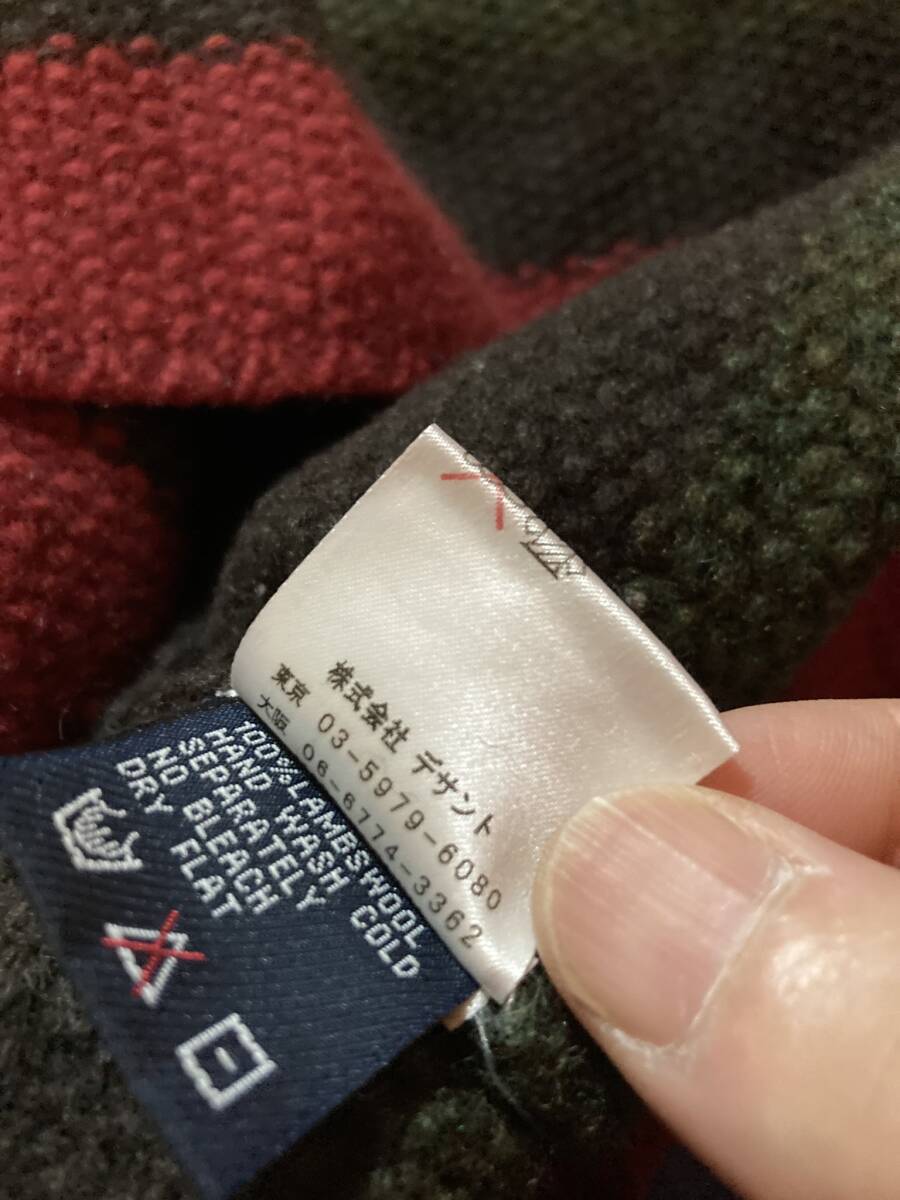 株式会社 デサント
東京 03-5979-6080
大阪 06-6774-3362
100% LAMBSWOOL
HAND WASH COLD
SEPARATELY
NO BLEACH
DRY FLAT